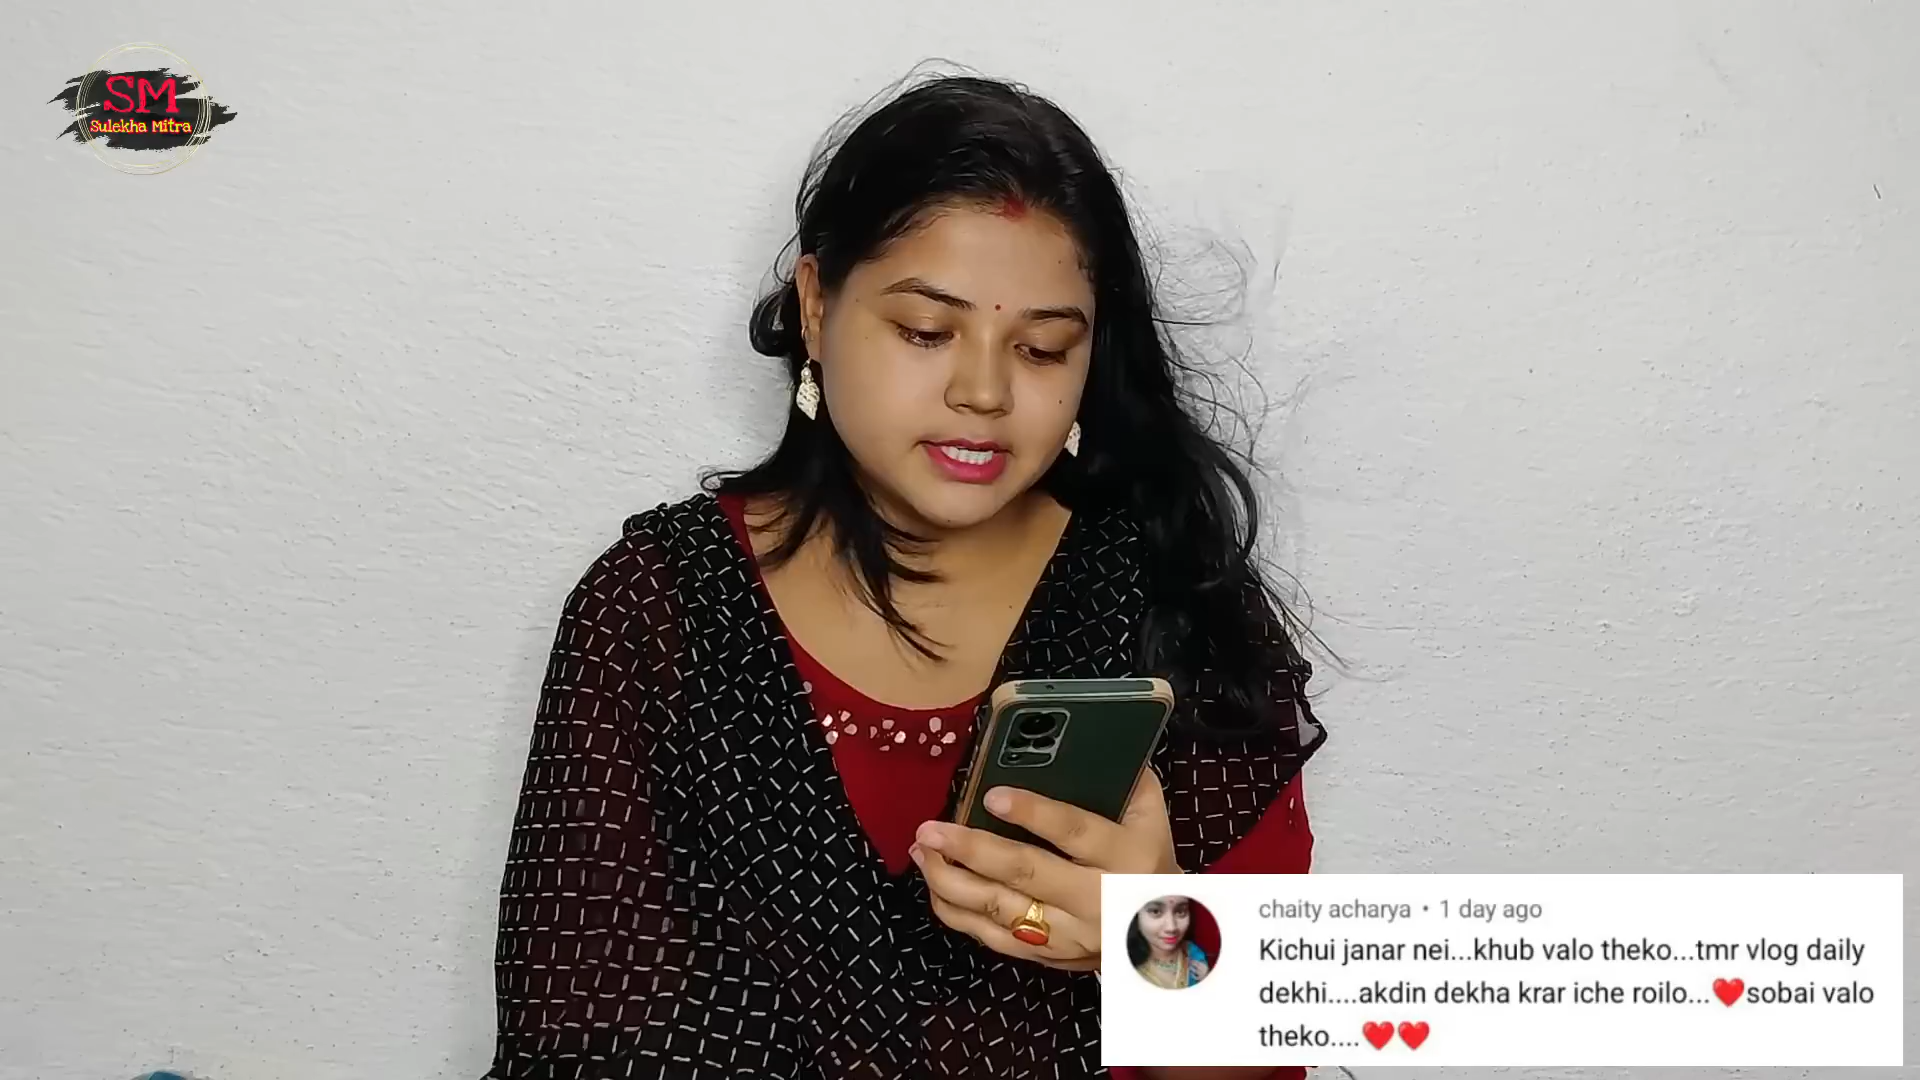 SM
Sulekha Mitra
chaity acharya • 1 day ago
Kichui janar nei...khub valo theko...tmr vlog daily
dekhi....akdin dekha krar iche roilo...❤️sobai valo
theko....❤️❤️